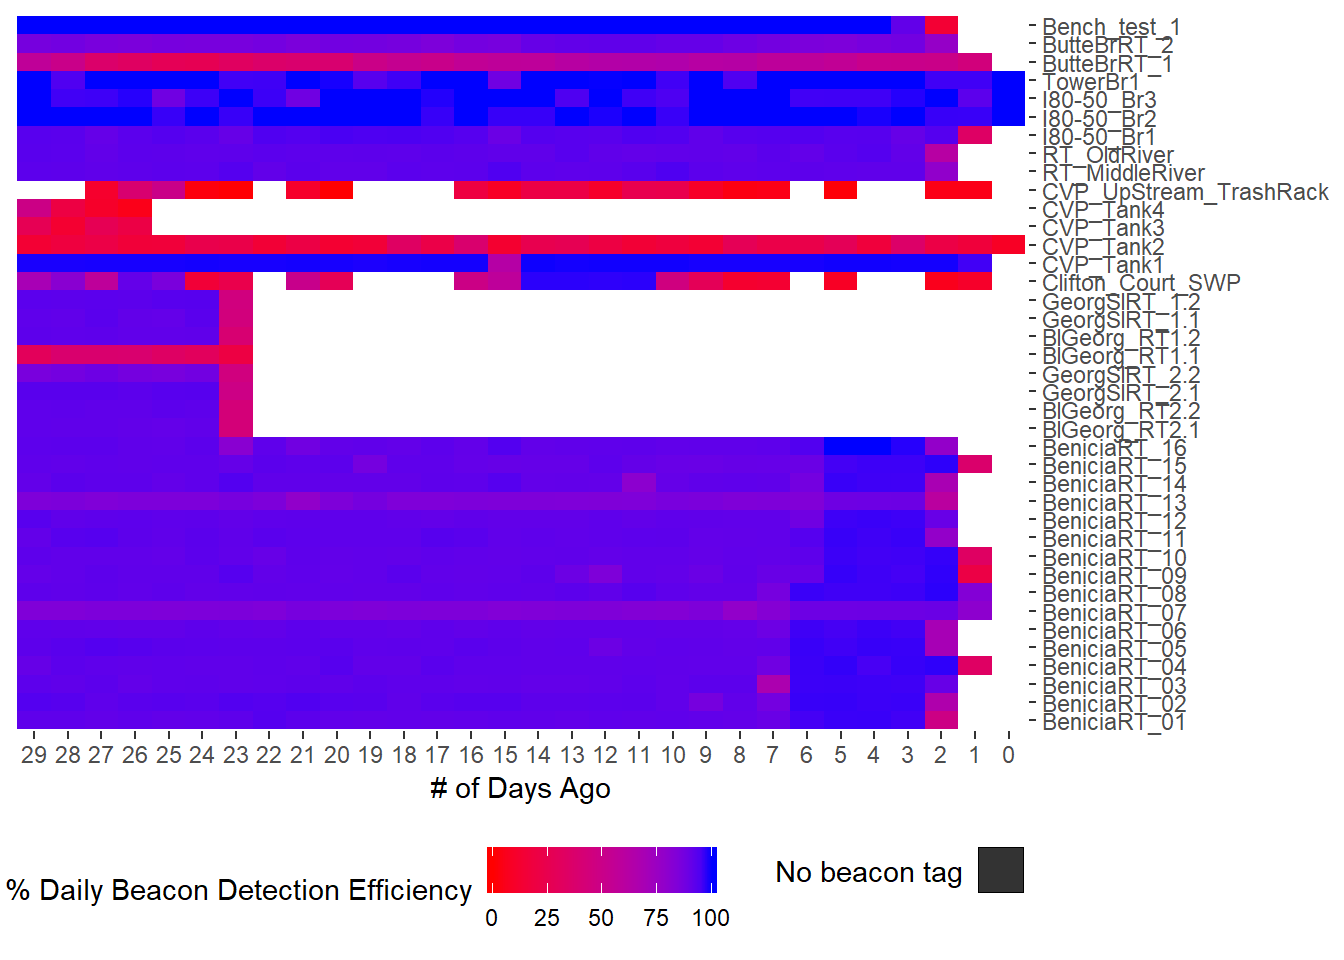 Bench_test_1
ButteBrRT_2
ButteBrRT_1
TowerBr1
I80-50_Br3
I80-50_Br2
I80-50_Br1
RT_OldRiver
RT_MiddleRiver
CVP_UpStream_TrashRack
CVP_Tank4
CVP_Tank3
CVP_Tank2
CVP_Tank1
Clifton_Court_SWP
GeorgSlRT_1.2
GeorgSlRT_1.1
BlGeorg_RT1.2
BlGeorg_RT1.1
GeorgSlRT_2.2
GeorgSlRT_2.1
BlGeorg_RT2.2
BlGeorg_RT2.1
BeniciaRT_16
BeniciaRT_15
BeniciaRT_14
BeniciaRT_13
BeniciaRT_12
BeniciaRT_11
BeniciaRT_10
BeniciaRT_09
BeniciaRT_08
BeniciaRT_07
BeniciaRT_06
BeniciaRT_05
BeniciaRT_04
BeniciaRT_03
BeniciaRT_02
BeniciaRT_01
29 28 27 26 25 24 23 22 21 20 19 18 17 16 15 14 13 12 11 10 9 8 7 6 5 4 3 2 1 0
# of Days Ago
% Daily Beacon Detection Efficiency
0 25 50 75 100
No beacon tag